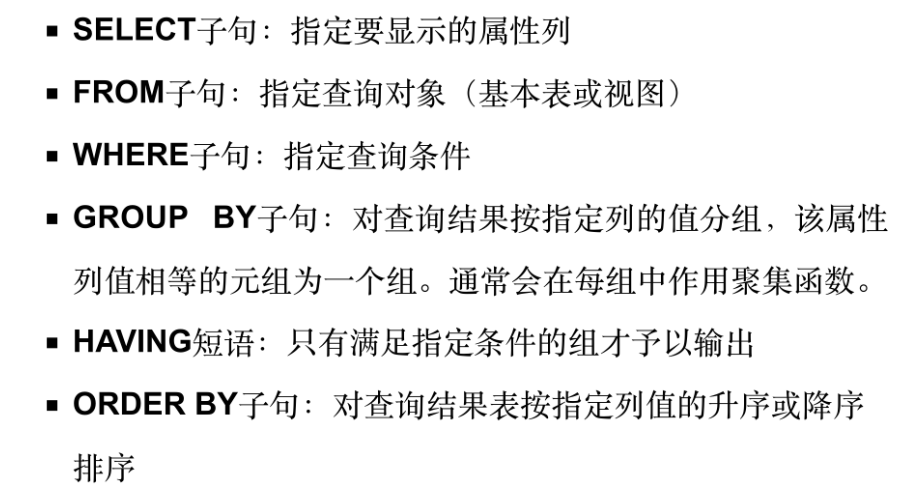 ▪ SELECT子句：指定要显示的属性列
▪ FROM子句：指定查询对象（基本表或视图）
▪ WHERE子句：指定查询条件
▪ GROUP BY子句：对查询结果按指定列的值分组，该属性
列值相等的元组为一个组。通常会在每组中作用聚集函数。
▪ HAVING短语：只有满足指定条件的组才予以输出
▪ ORDER BY子句：对查询结果表按指定列值的升序或降序
排序